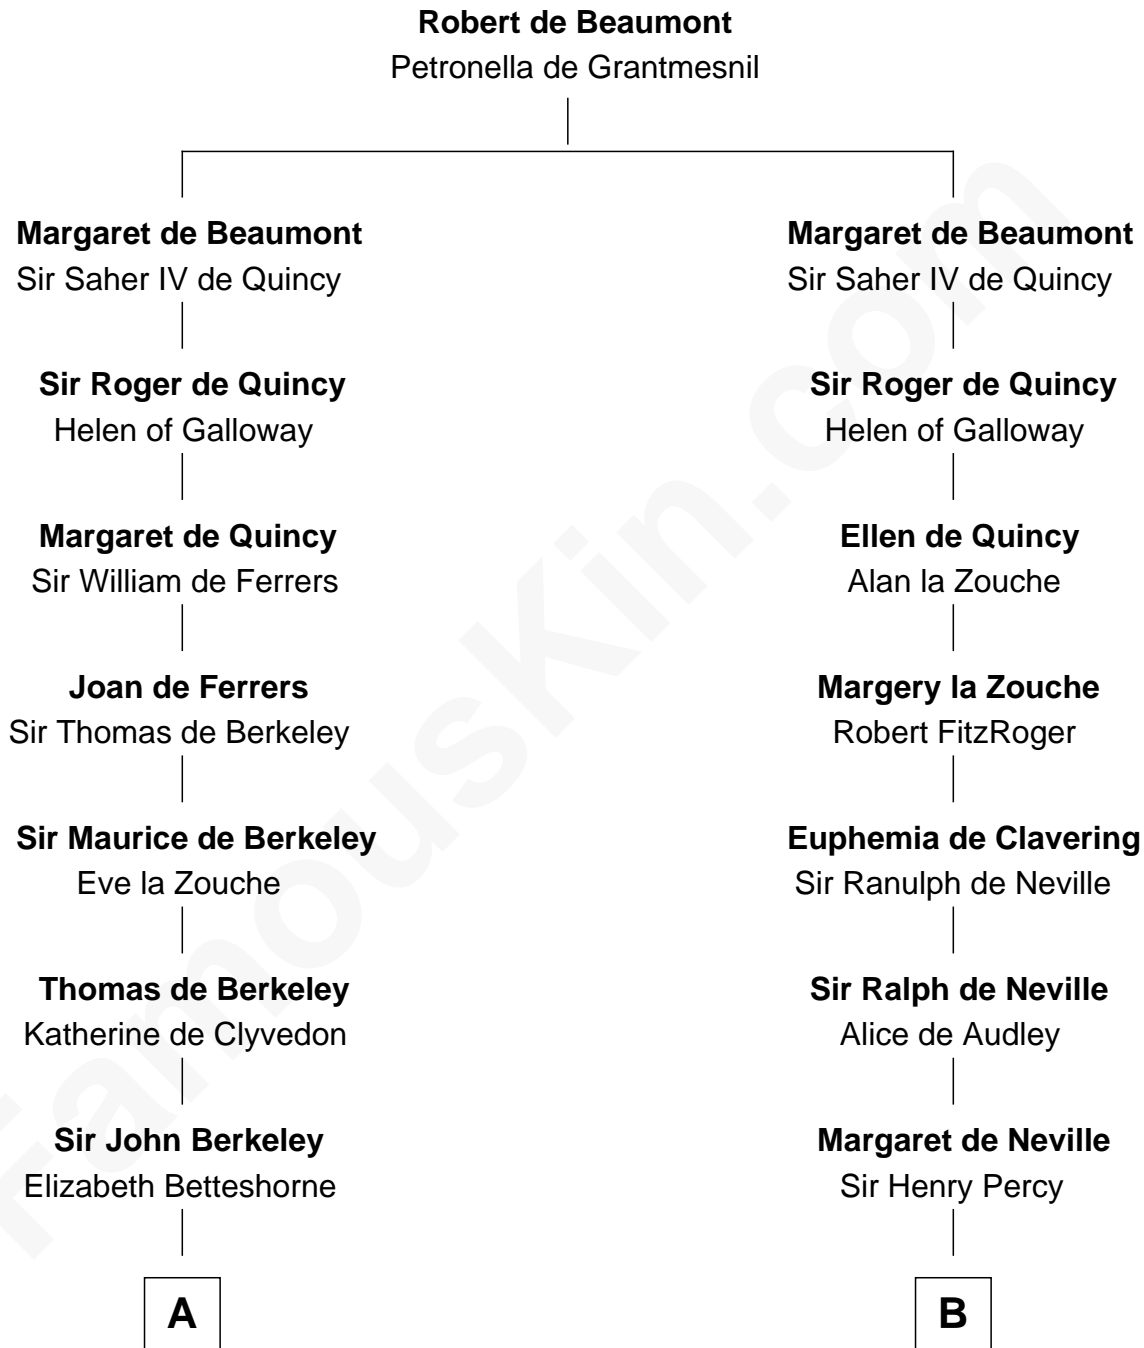 Robert de Beaumont
Petronella de Grantmesnil
Margaret de Beaumont
Sir Saher IV de Quincy
Sir Roger de Quincy
Helen of Galloway
Margaret de Quincy
Sir William de Ferrers
Joan de Ferrers
Sir Thomas de Berkeley
Sir Maurice de Berkeley
Eve la Zouche
Thomas de Berkeley
Katherine de Clyvedon
Sir John Berkeley
Elizabeth Betteshorne
A
Margaret de Beaumont
Sir Saher IV de Quincy
Sir Roger de Quincy
Helen of Galloway
Ellen de Quincy
Alan la Zouche
Margery la Zouche
Robert FitzRoger
Euphemia de Clavering
Sir Ranulph de Neville
Sir Ralph de Neville
Alice de Audley
Margaret de Neville
Sir Henry Percy
B
FamousKin.com